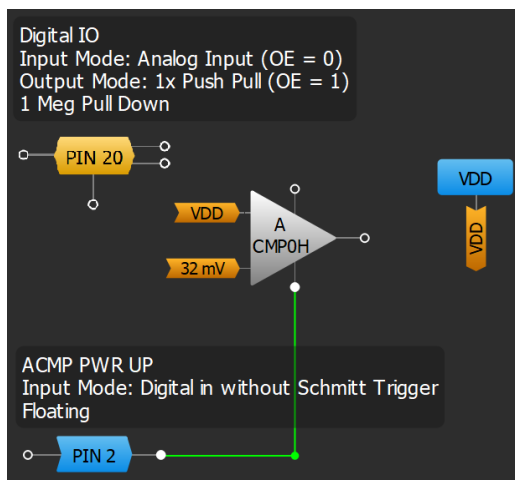 Digital IO
Input Mode: Analog Input (OE = 0)
Output Mode: 1x Push Pull (OE = 1)
1 Meg Pull Down
PIN 20
VDD
VDD
A
CMP0H
VDD
32 mV
ACMP PWR UP
Input Mode: Digital in without Schmitt Trigger
Floating
PIN 2